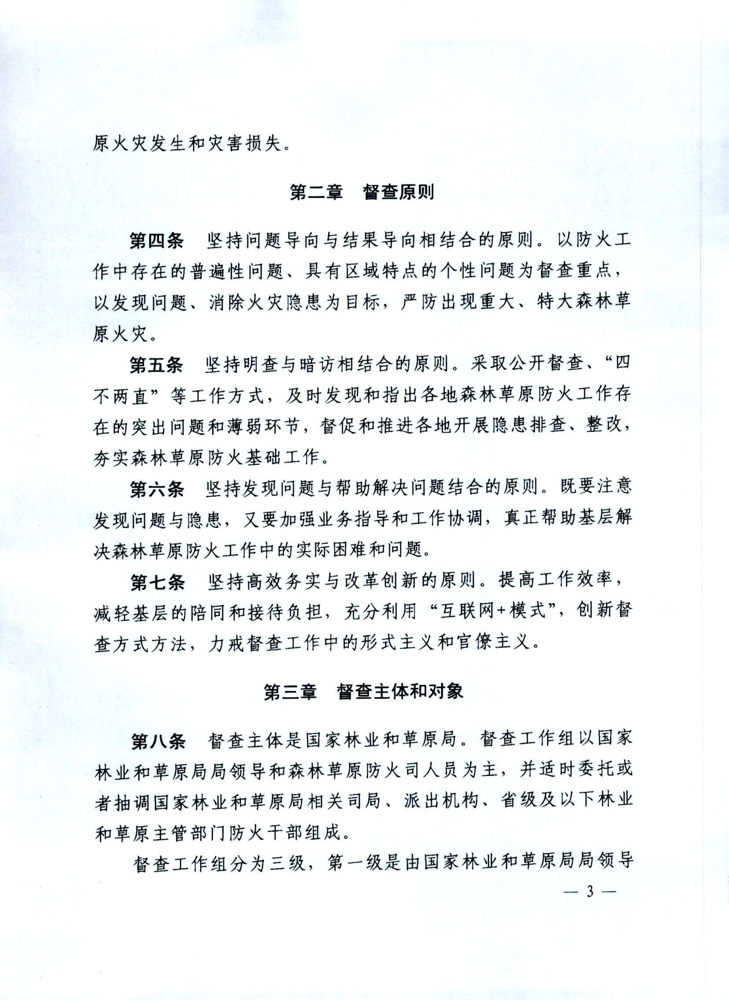 原火灾发生和灾害损失。
第二章　督查原则
第四条　坚持问题导向与结果导向相结合的原则。以防火工
作中存在的普遍性问题、具有区域特点的个性问题为督查重点，
以发现问题、消除火灾隐患为目标，严防出现重大、特大森林草
原火灾。
第五条　坚持明查与暗访相结合的原则。采取公开督查、“四
不两直”等工作方式，及时发现和指出各地森林草原防火工作存
在的突出问题和薄弱环节，督促和推进各地开展隐患排查、整改，
夯实森林草原防火基础工作。
第六条　坚持发现问题与帮助解决问题结合的原则。既要注意
发现问题与隐患，又要加强业务指导和工作协调，真正帮助基层解
决森林草原防火工作中的实际困难和问题。
第七条　坚持高效务实与改革创新的原则。提高工作效率，
减轻基层的陪同和接待负担，充分利用“互联网+模式”，创新督
查方式方法，力戒督查工作中的形式主义和官僚主义。
第三章　督查主体和对象
第八条　督查主体是国家林业和草原局。督查工作组以国家
林业和草原局局领导和森林草原防火司人员为主，并适时委托或
者抽调国家林业和草原局相关司局、派出机构、省级及以下林业
和草原主管部门防火干部组成。
督查工作组分为三级，第一级是由国家林业和草原局局领导
— 3 —